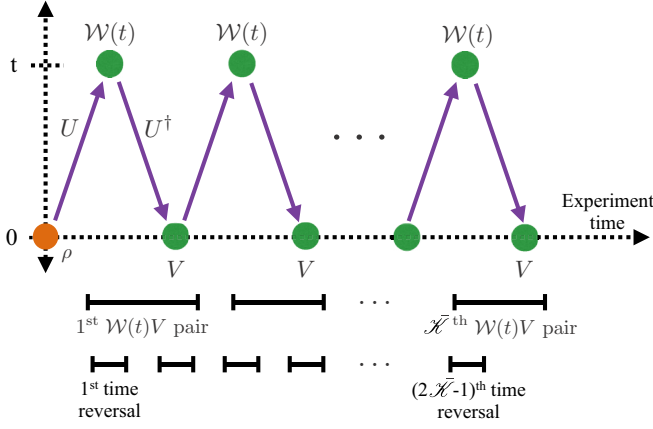 𝒲(t) 𝒲(t) 𝒲(t)
t
U U†
. . .
Experiment
time
0
ρ
V V V
. . .
1ˢᵗ 𝒲(t)V pair 𝒦̄ ᵗʰ 𝒲(t)V pair
. . .
1ˢᵗ time (2𝒦̄-1)ᵗʰ time
reversal reversal